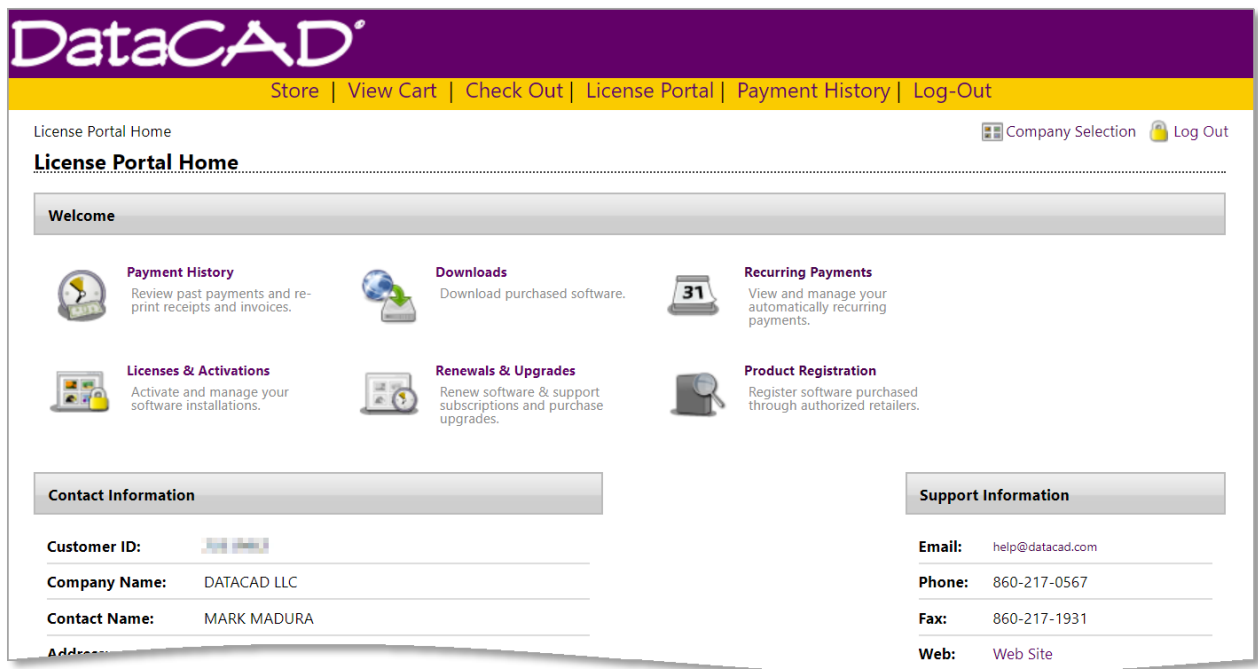 DataCAD
Store | View Cart | Check Out | License Portal | Payment History | Log-Out
License Portal Home
Company Selection
Log Out
License Portal Home
Welcome
Payment History
Review past payments and re-
print receipts and invoices.
Downloads
Download purchased software.
31
Recurring Payments
View and manage your
automatically recurring
payments.
Licenses & Activations
Activate and manage your
software installations.
Renewals & Upgrades
Renew software & support
subscriptions and purchase
upgrades.
Product Registration
Register software purchased
through authorized retailers.
Contact Information
Customer ID:
Company Name: DATACAD LLC
Contact Name: MARK MADURA
Support Information
Email: help@datacad.com
Phone: 860-217-0567
Fax: 860-217-1931
Web: Web Site